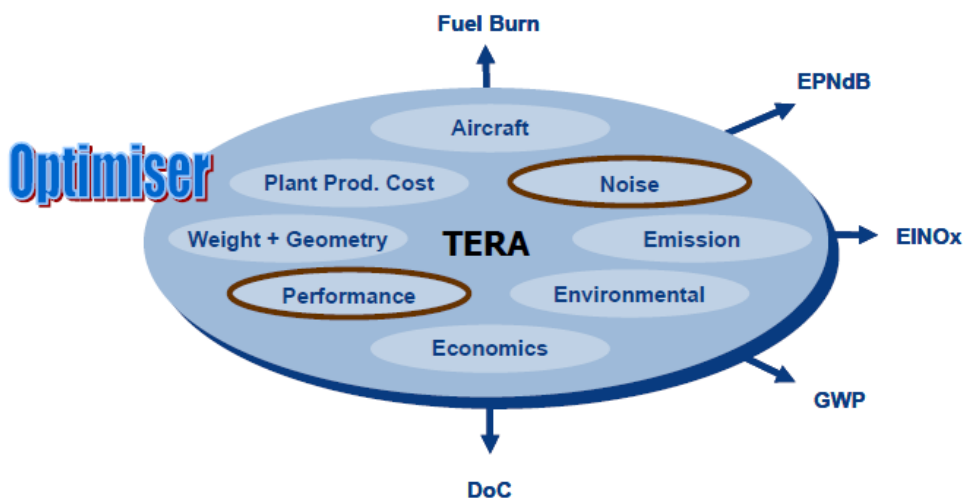 Fuel Burn
EPNdB
Aircraft
Optimiser
Plant Prod. Cost
Noise
Weight + Geometry
TERA
Emission
EINOx
Performance
Environmental
Economics
GWP
DoC